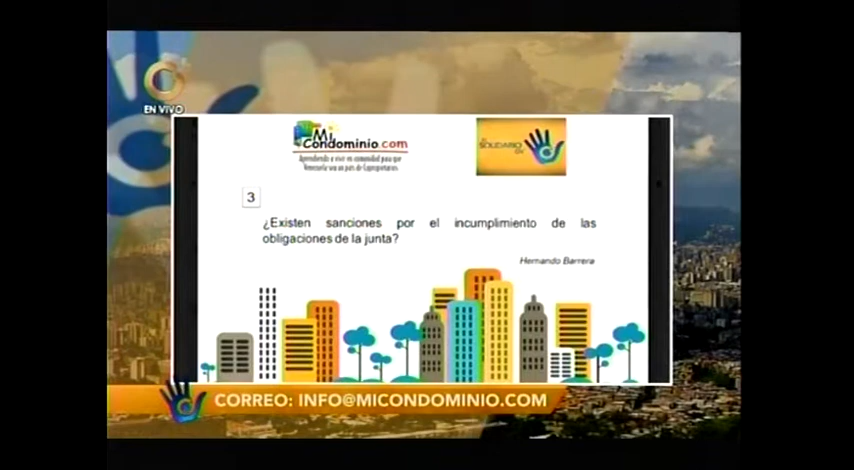 EN VIVO
Mi
Condominio.com
Aprendiendo a vivir en comunidad para que
Venezuela sea un país de Copropietarios
SOLIDARIO
3
¿Existen sanciones por el incumplimiento de las
obligaciones de la junta?
Hernando Barrera
CORREO: INFO@MICONDOMINIO.COM